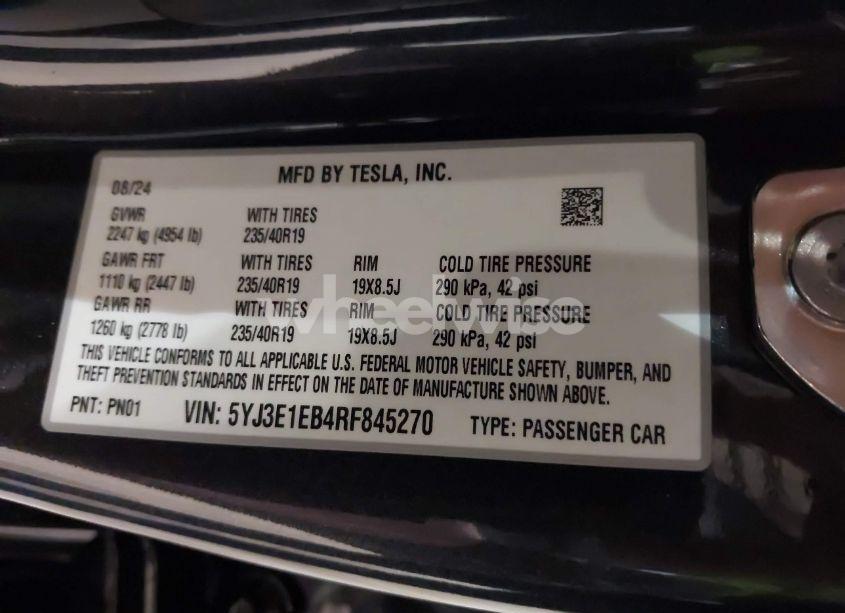 MFD BY TESLA, INC.
08/24
GVWR WITH TIRES
2247 kg (4954 lb) 235/40R19
GAWR FRT WITH TIRES RIM COLD TIRE PRESSURE
1110 kg (2447 lb) 235/40R19 19X8.5J 290 kPa, 42 psi
GAWR RR WITH TIRES RIM COLD TIRE PRESSURE
1260 kg (2778 lb) 235/40R19 19X8.5J 290 kPa, 42 psi
THIS VEHICLE CONFORMS TO ALL APPLICABLE U.S. FEDERAL MOTOR VEHICLE SAFETY, BUMPER, AND
THEFT PREVENTION STANDARDS IN EFFECT ON THE DATE OF MANUFACTURE SHOWN ABOVE.
PNT: PN01 VIN: 5YJ3E1EB4RF845270 TYPE: PASSENGER CAR
wheelwise